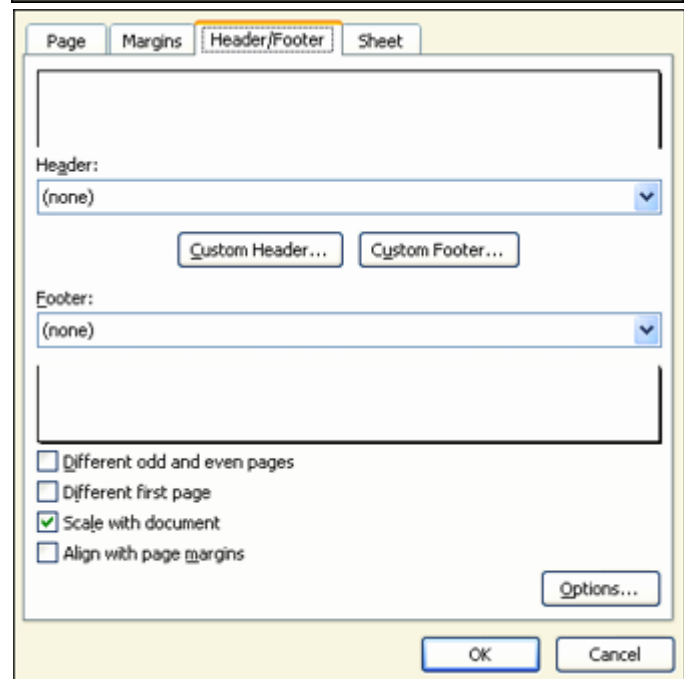 Page Margins Header/Footer Sheet
Header:
(none)
Custom Header... Custom Footer...
Footer:
(none)
Different odd and even pages
Different first page
Scale with document
Align with page margins
Options...
OK Cancel